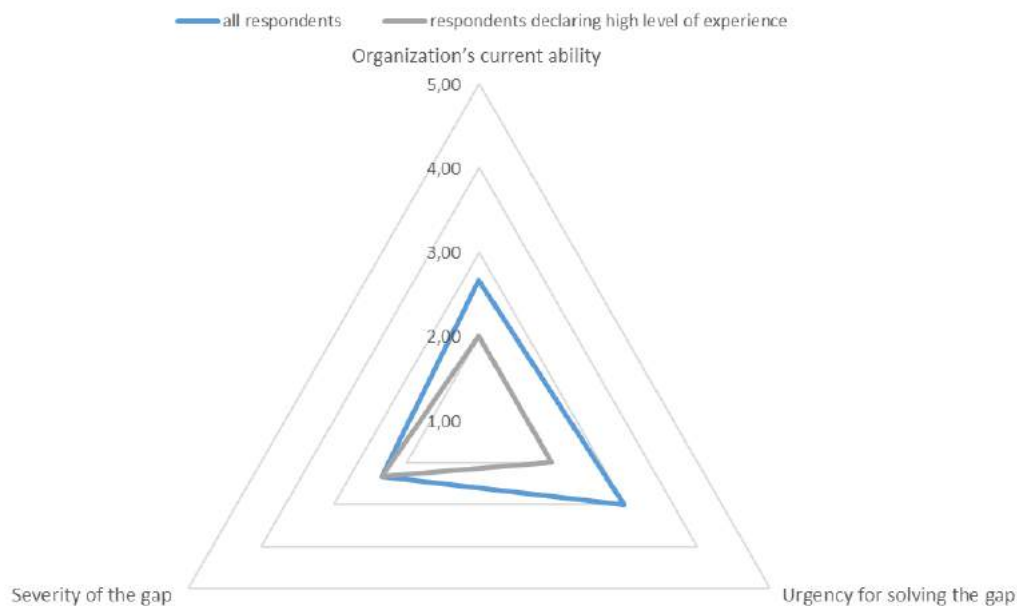 all respondents
respondents declaring high level of experience
Organization's current ability
5,00
4,00
3,00
2,00
1,00
Severity of the gap
Urgency for solving the gap